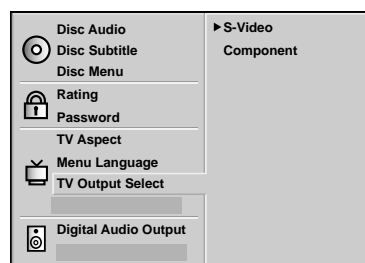 Disc Audio
Disc Subtitle
Disc Menu
Rating
Password
TV Aspect
Menu Language
TV Output Select
Digital Audio Output
S-Video
Component